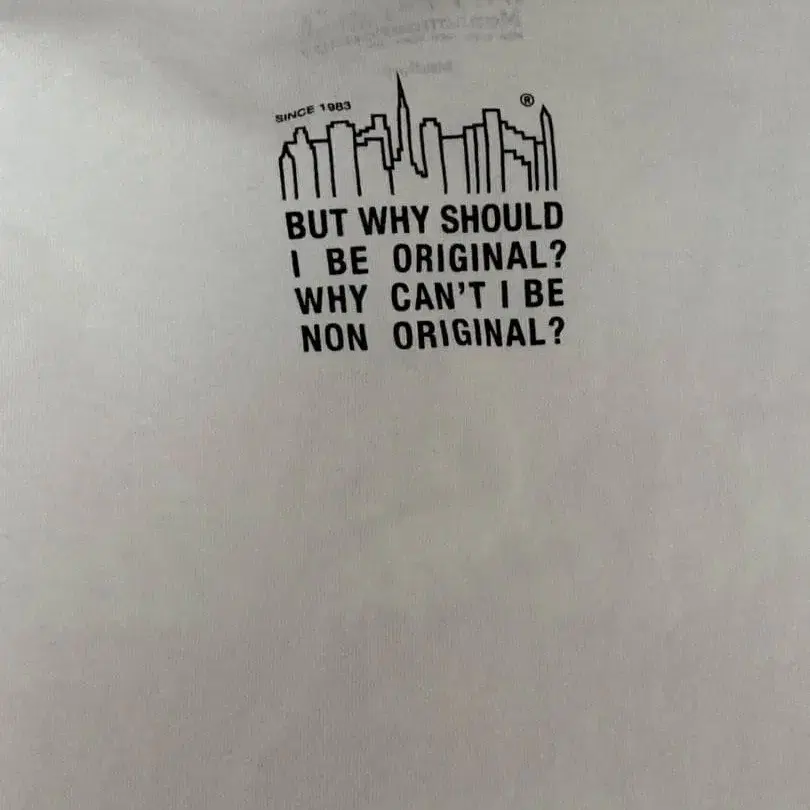 SINCE 1983
®
BUT WHY SHOULD
I BE ORIGINAL?
WHY CAN'T I BE
NON ORIGINAL?